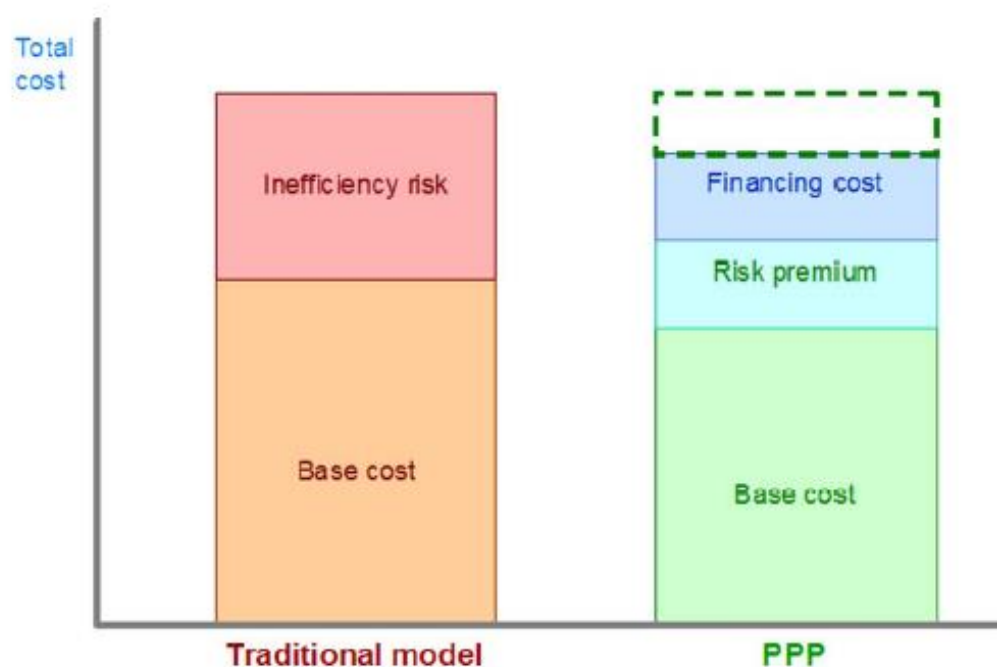 Total
cost
Inefficiency risk
Base cost
Financing cost
Risk premium
Base cost
Traditional model
PPP